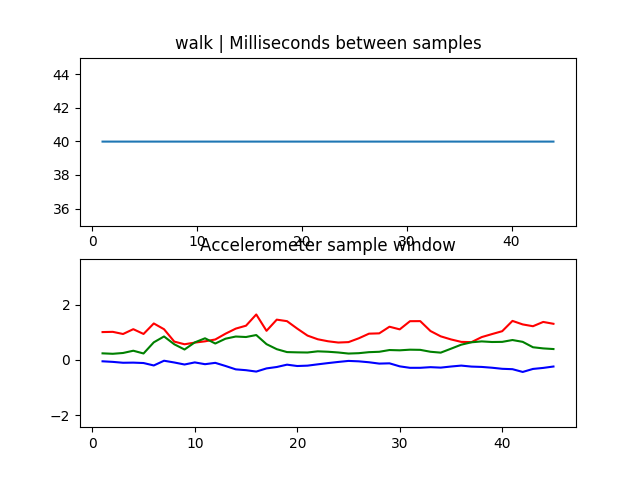 walk | Milliseconds between samples
44
42
40
38
36
0 10 20 30 40
Accelerometer sample window
2
0
−2
0 10 20 30 40